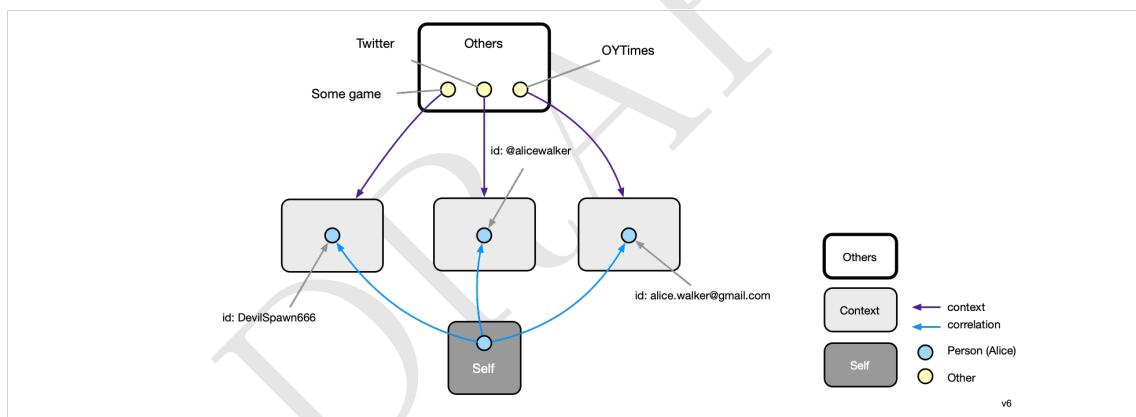 Twitter
Others
OYTimes
Some game
id: @alicewalker
id: alice.walker@gmail.com
id: DevilSpawn666
Self
Others
Context
context
correlation
Self
Person (Alice)
Other
v6
DRAF